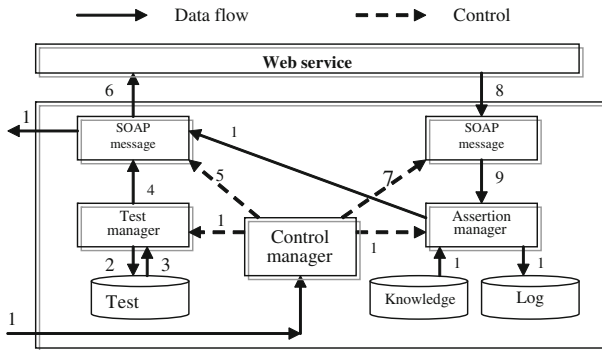 Data flow
Control
Web service
6
8
1
SOAP
message
1
SOAP
message
5
7
4
9
Test
manager
1
Control
manager
1
Assertion
manager
2
3
1
1
Test
Knowledge
Log
1